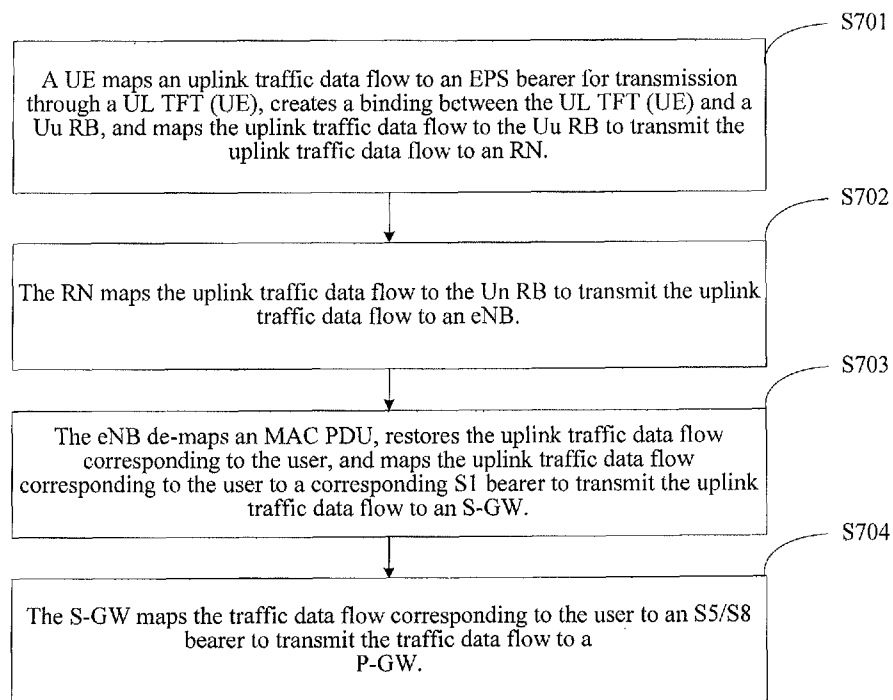 S701
A UE maps an uplink traffic data flow to an EPS bearer for transmission
through a UL TFT (UE), creates a binding between the UL TFT (UE) and a
Uu RB, and maps the uplink traffic data flow to the Uu RB to transmit the
uplink traffic data flow to an RN.
S702
The RN maps the uplink traffic data flow to the Un RB to transmit the uplink
traffic data flow to an eNB.
S703
The eNB de-maps an MAC PDU, restores the uplink traffic data flow
corresponding to the user, and maps the uplink traffic data flow
corresponding to the user to a corresponding S1 bearer to transmit the uplink
traffic data flow to an S-GW.
S704
The S-GW maps the traffic data flow corresponding to the user to an S5/S8
bearer to transmit the traffic data flow to a
P-GW.